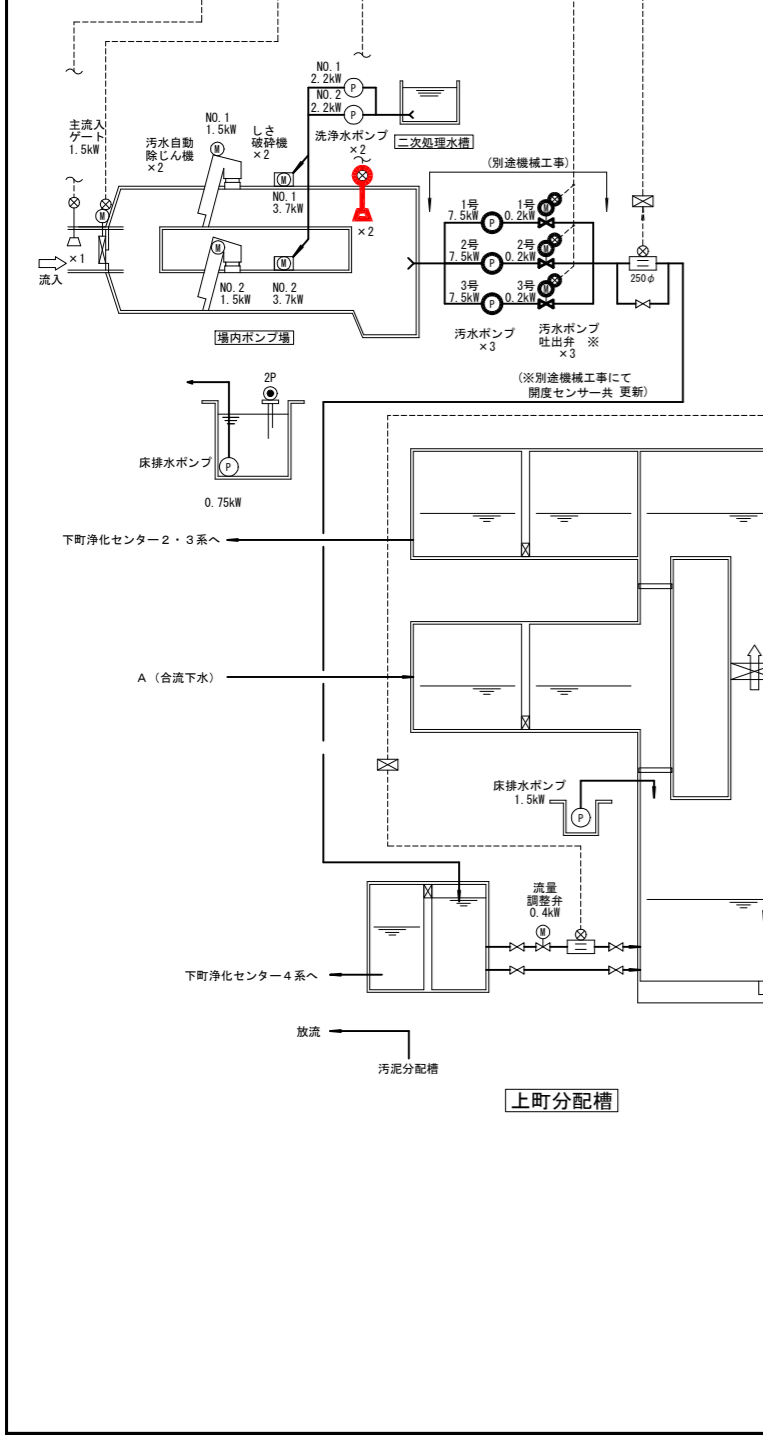 NO. 1
2.2kW
P
NO. 2
2.2kW
P
二次処理水槽
洗浄水ポンプ
×2
主流入
ゲート
1.5kW
汚水自動
除じん機
×2
NO. 1
1.5kW
M
しさ
破砕機
×2
M
NO. 1
3.7kW
×2
M
×1
流入
M
NO. 2
1.5kW
M
NO. 2
3.7kW
場内ポンプ場
(別途機械工事)
1号
7.5kW
P
1号
0.2kW
M
2号
7.5kW
P
2号
0.2kW
M
3号
7.5kW
P
3号
0.2kW
M
250φ
汚水ポンプ
×3
汚水ポンプ
吐出弁 ※
×3
(※別途機械工事にて
開度センサー共 更新)
2P
床排水ポンプ
P
0.75kW
下町浄化センター2・3系へ
A (合流下水)
床排水ポンプ
1.5kW
P
流量
調整弁
0.4kW
M
下町浄化センター4系へ
放流
汚泥分配槽
上町分配槽